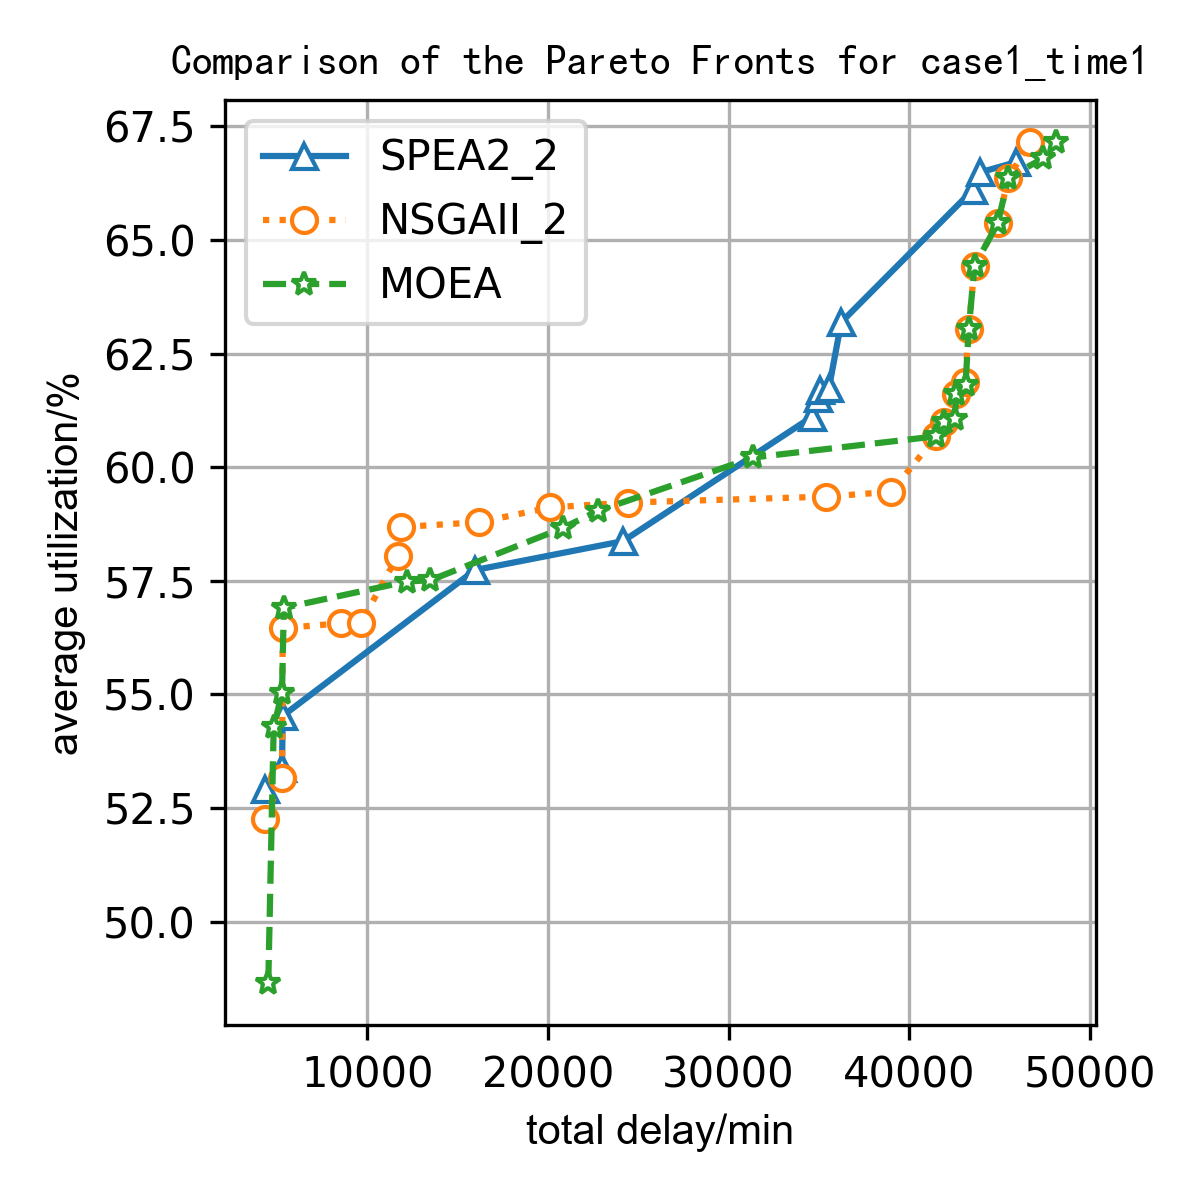 Comparison of the Pareto Fronts for case1_time1
67.5
65.0
62.5
60.0
57.5
55.0
52.5
50.0
average utilization/%
SPEA2_2
NSGAII_2
MOEA
10000 20000 30000 40000 50000
total delay/min